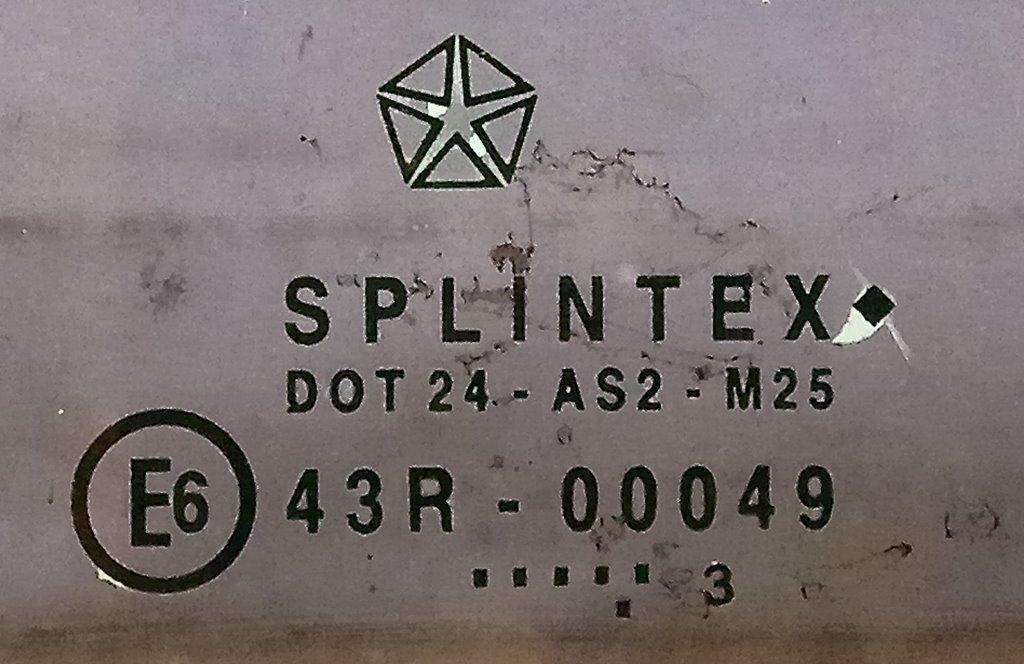 SPLINTEX
DOT 24 - AS2 - M25
E6 43R - 00049
3